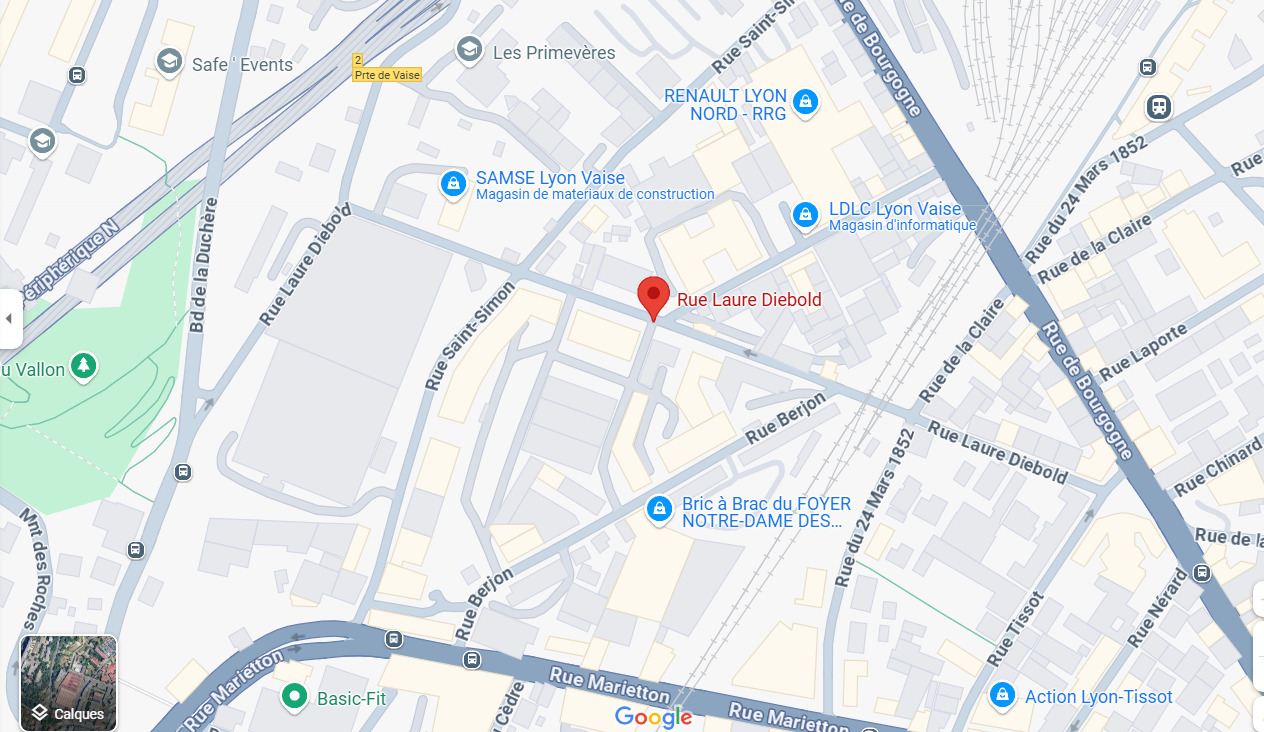 Rue Saint-Sim
Rue de Bourgogne
2
Prte de Vaise
Les Primevères
Safe ' Events
RENAULT LYON
NORD - RRG
SAMSE Lyon Vaise
Magasin de materiaux de construction
LDLC Lyon Vaise
Magasin d'informatique
Rue du 24 Mars 1852
Rue de la Claire
Périphérique N
Bd de la Duchère
Rue Laure Diebo'd
Rue Laure Diebold
Rue Saint-Simon
u Vallon
Rue de la Claire
Rue de Bourgogne
Rue Laporte
Rue Berjon
Rue Laure Diebold
Rue du 24 Mars 1852
Rue Chinard
Bric à Brac du FOYER
NOTRE-DAME DES...
Mnt des Roches
Rue de la
Rue Berjon
Rue Tissot
Rue Nérard
Rue Marietton
Rue Marietton
Rue Marietton
Basic-Fit
Cèdre
Action Lyon-Tissot
Calques
Google